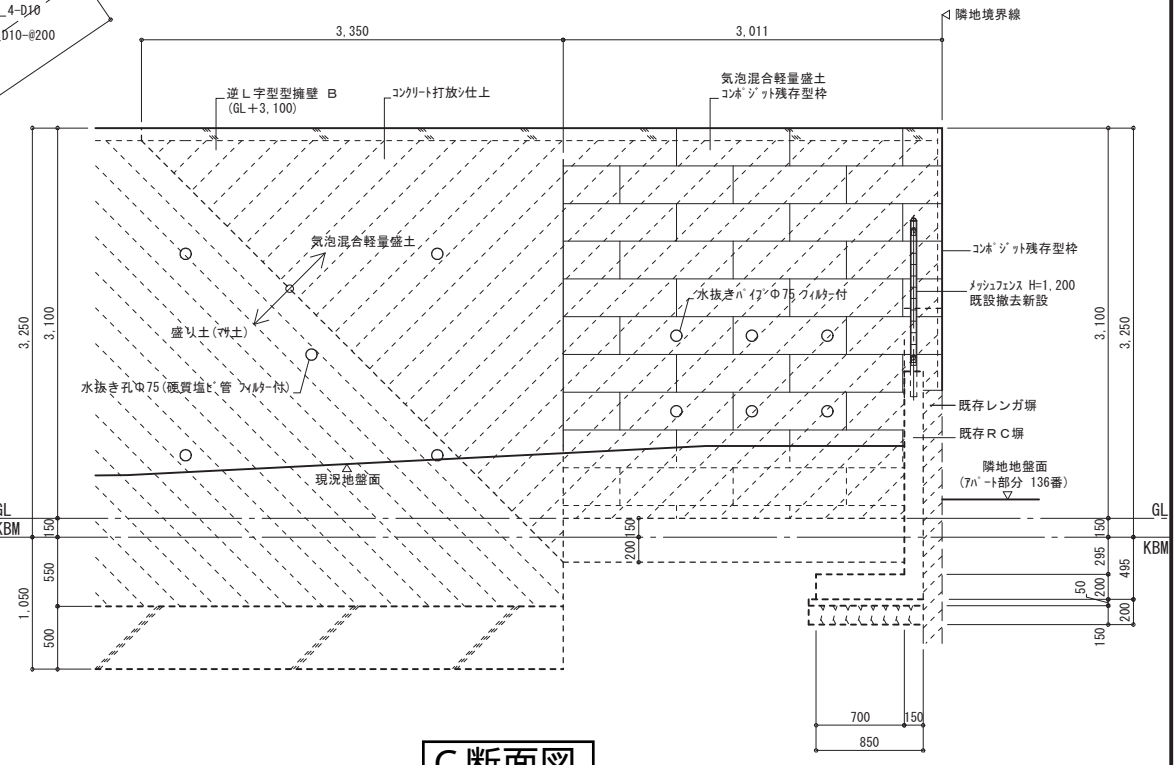 4-D10
D10-@200
隣地境界線
3,350
3,011
逆L字型型擁壁 B
(GL+3,100)
コンクリート打放シ仕上
気泡混合軽量盛土
コンポジット残存型枠
気泡混合軽量盛土
盛り土(マサ土)
水抜き孔Φ75(硬質塩ビ管 フィルター付)
水抜きパイプΦ75 フィルター付
コンポジット残存型枠
メッシュフェンス H=1,200
既設撤去新設
3,250
3,100
3,100
3,250
既存レンガ塀
既存RC塀
現況地盤面
隣地地盤面
(アパート部分 136番)
GL
KBM
150
550
500
1,050
150
200
GL
KBM
150
295
200
50
150
495
200
700
150
850
C断面図